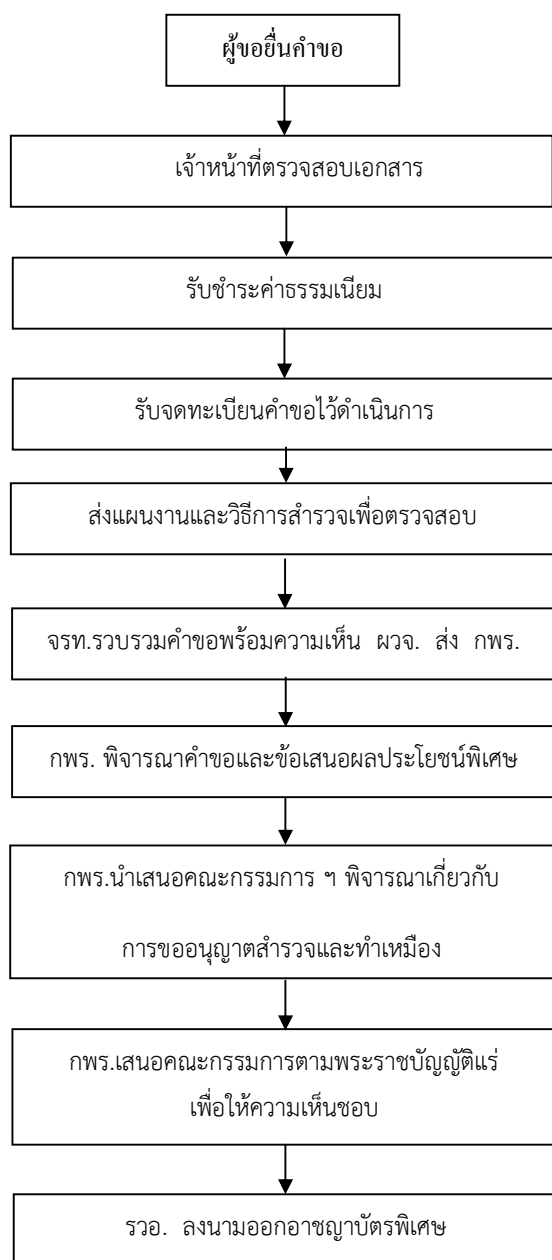 ผู้ขอยื่นคำขอ
เจ้าหน้าที่ตรวจสอบเอกสาร
รับชำระค่าธรรมเนียม
รับจดทะเบียนคำขอไว้ดำเนินการ
ส่งแผนงานและวิธีการสำรวจเพื่อตรวจสอบ
จรท.รวบรวมคำขอพร้อมความเห็น ผวจ. ส่ง กพร.
กพร. พิจารณาคำขอและข้อเสนอผลประโยชน์พิเศษ
กพร.นำเสนอคณะกรรมการ ฯ พิจารณาเกี่ยวกับ
การขออนุญาตสำรวจและทำเหมือง
กพร.เสนอคณะกรรมการตามพระราชบัญญัติแร่
เพื่อให้ความเห็นชอบ
รวอ. ลงนามออกอาชญาบัตรพิเศษ